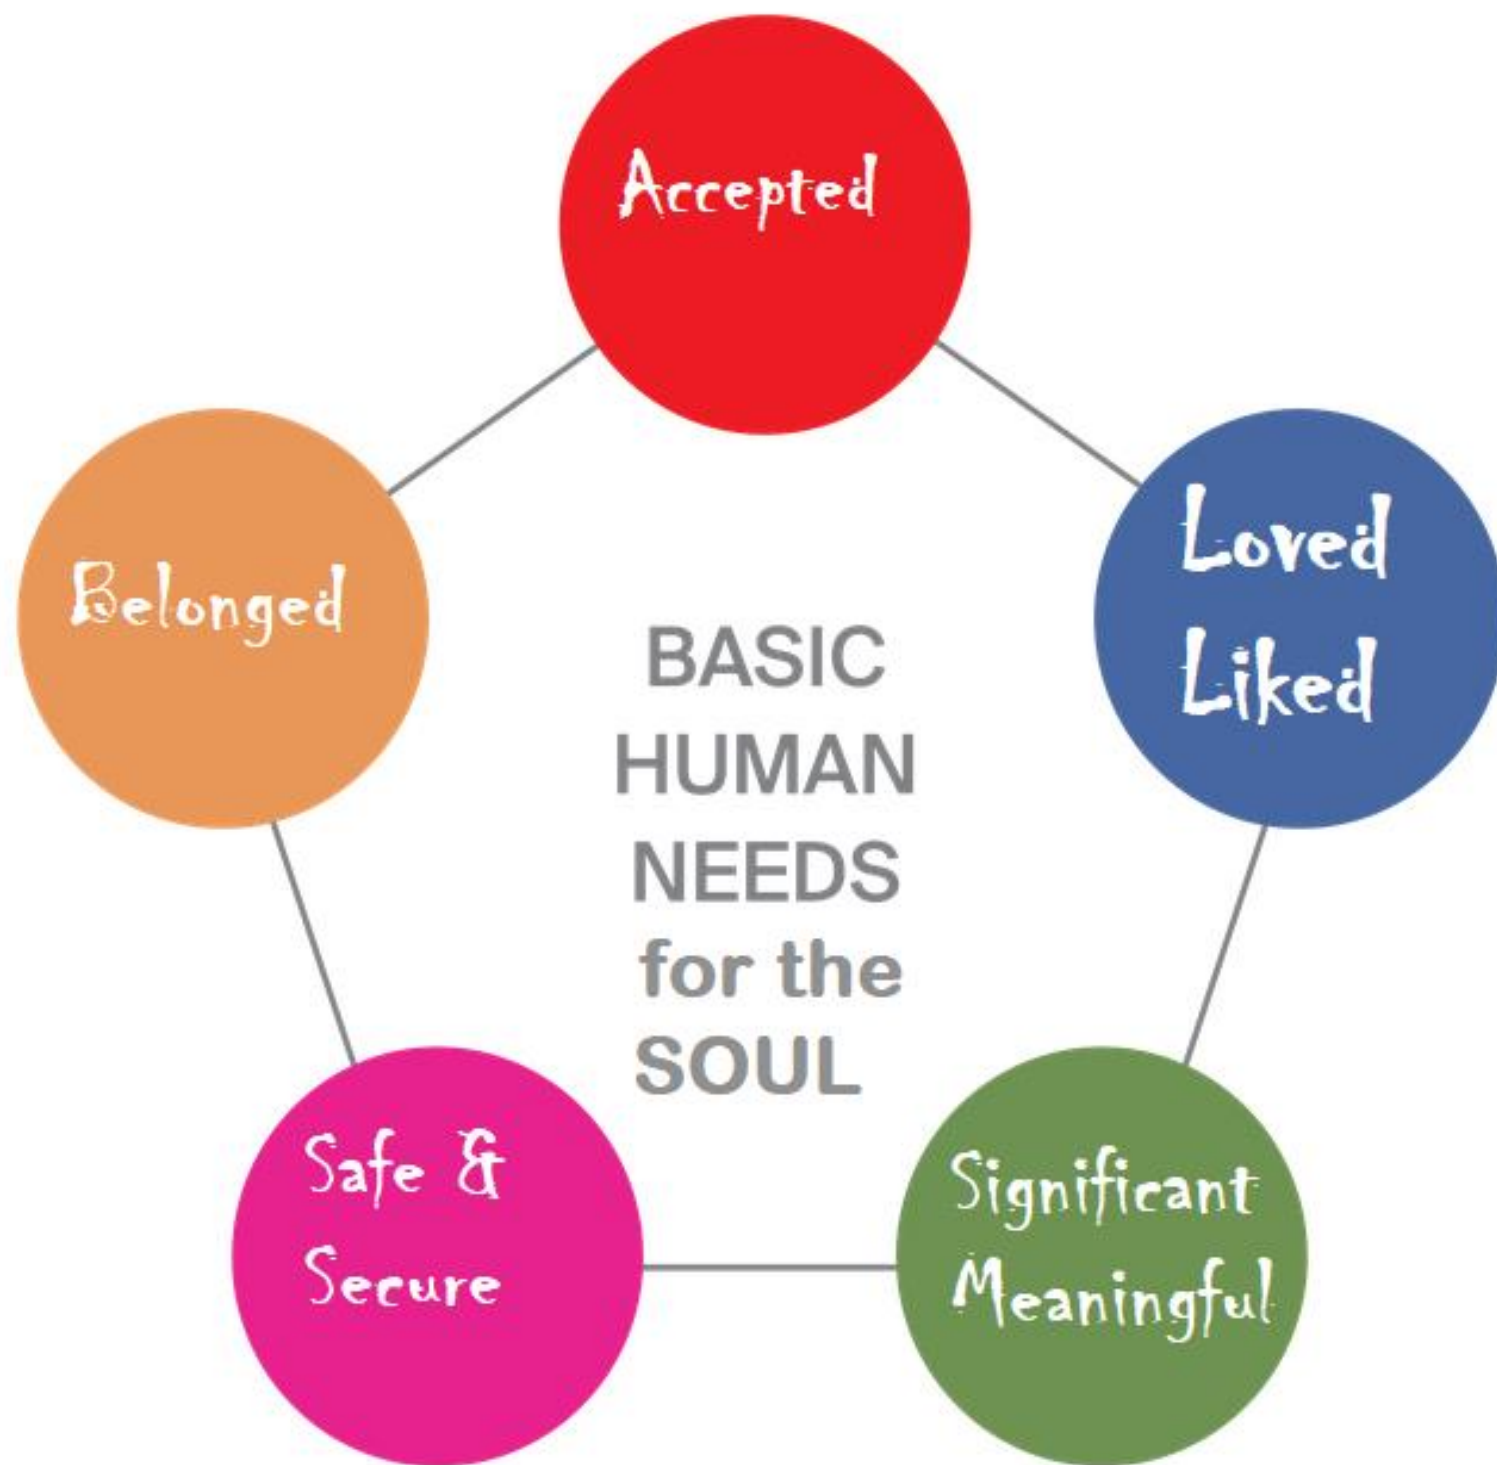 Accepted
Belonged
Loved
Liked
BASIC
HUMAN
NEEDS
for the
SOUL
Safe &
Secure
Significant
Meaningful